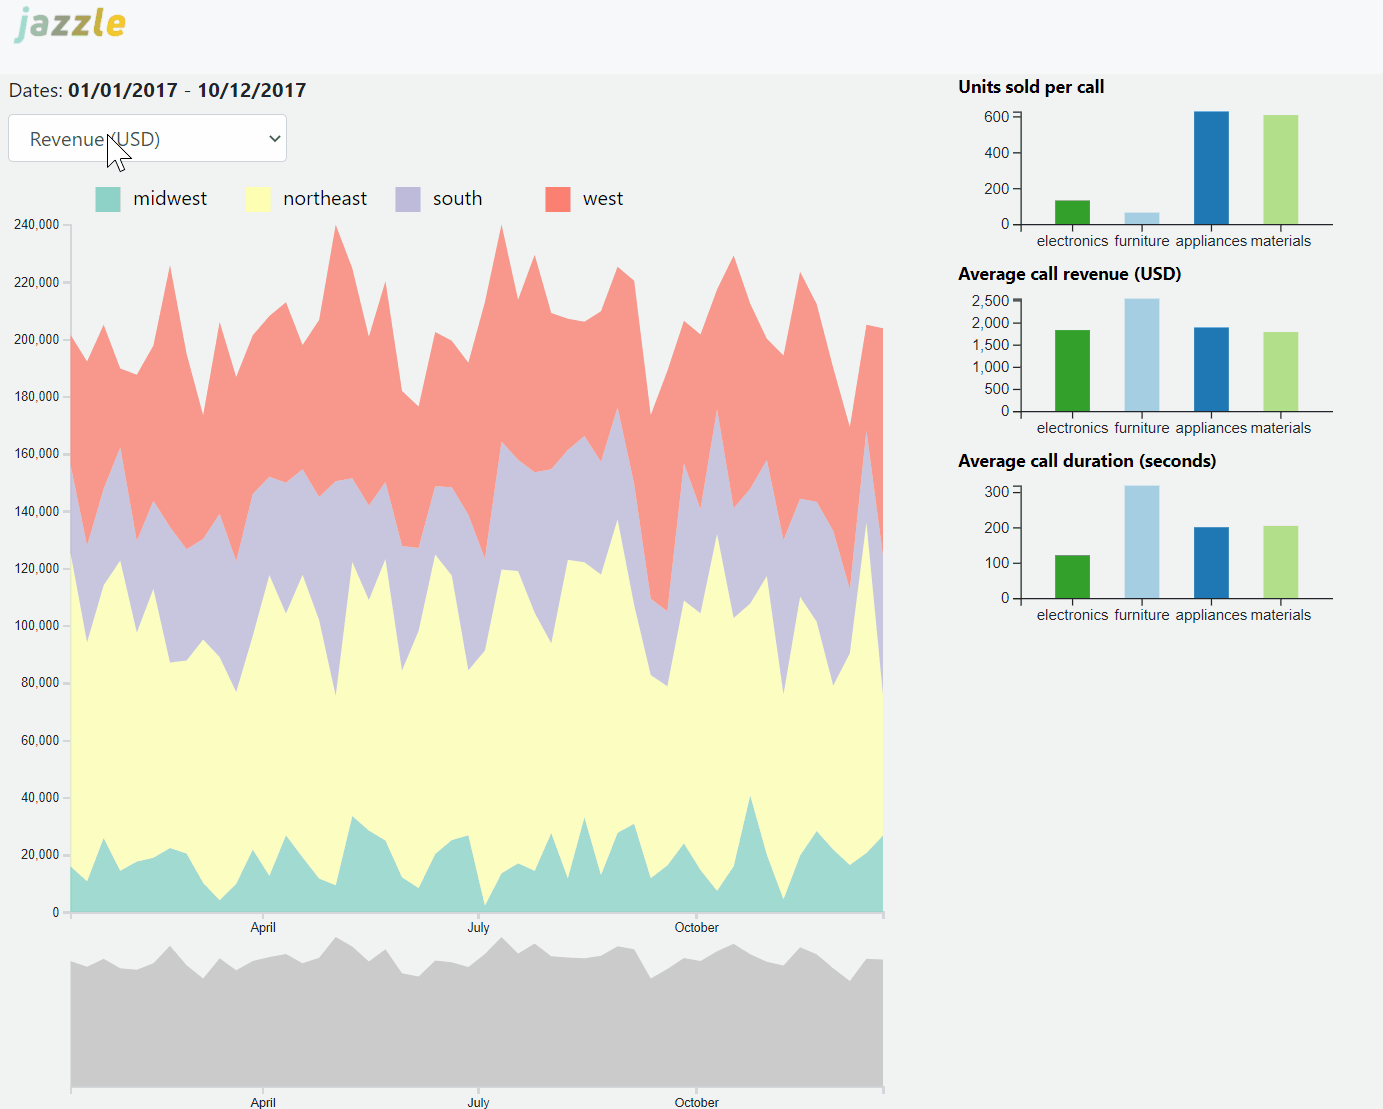 jazzle
Dates: 01/01/2017 - 10/12/2017
Revenue (USD)
midwest northeast south west
240,000
220,000
200,000
180,000
160,000
140,000
120,000
100,000
80,000
60,000
40,000
20,000
0
April July October
April July October
Units sold per call
600
400
200
0
electronics furniture appliances materials
Average call revenue (USD)
2,500
2,000
1,500
1,000
500
0
electronics furniture appliances materials
Average call duration (seconds)
300
200
100
0
electronics furniture appliances materials